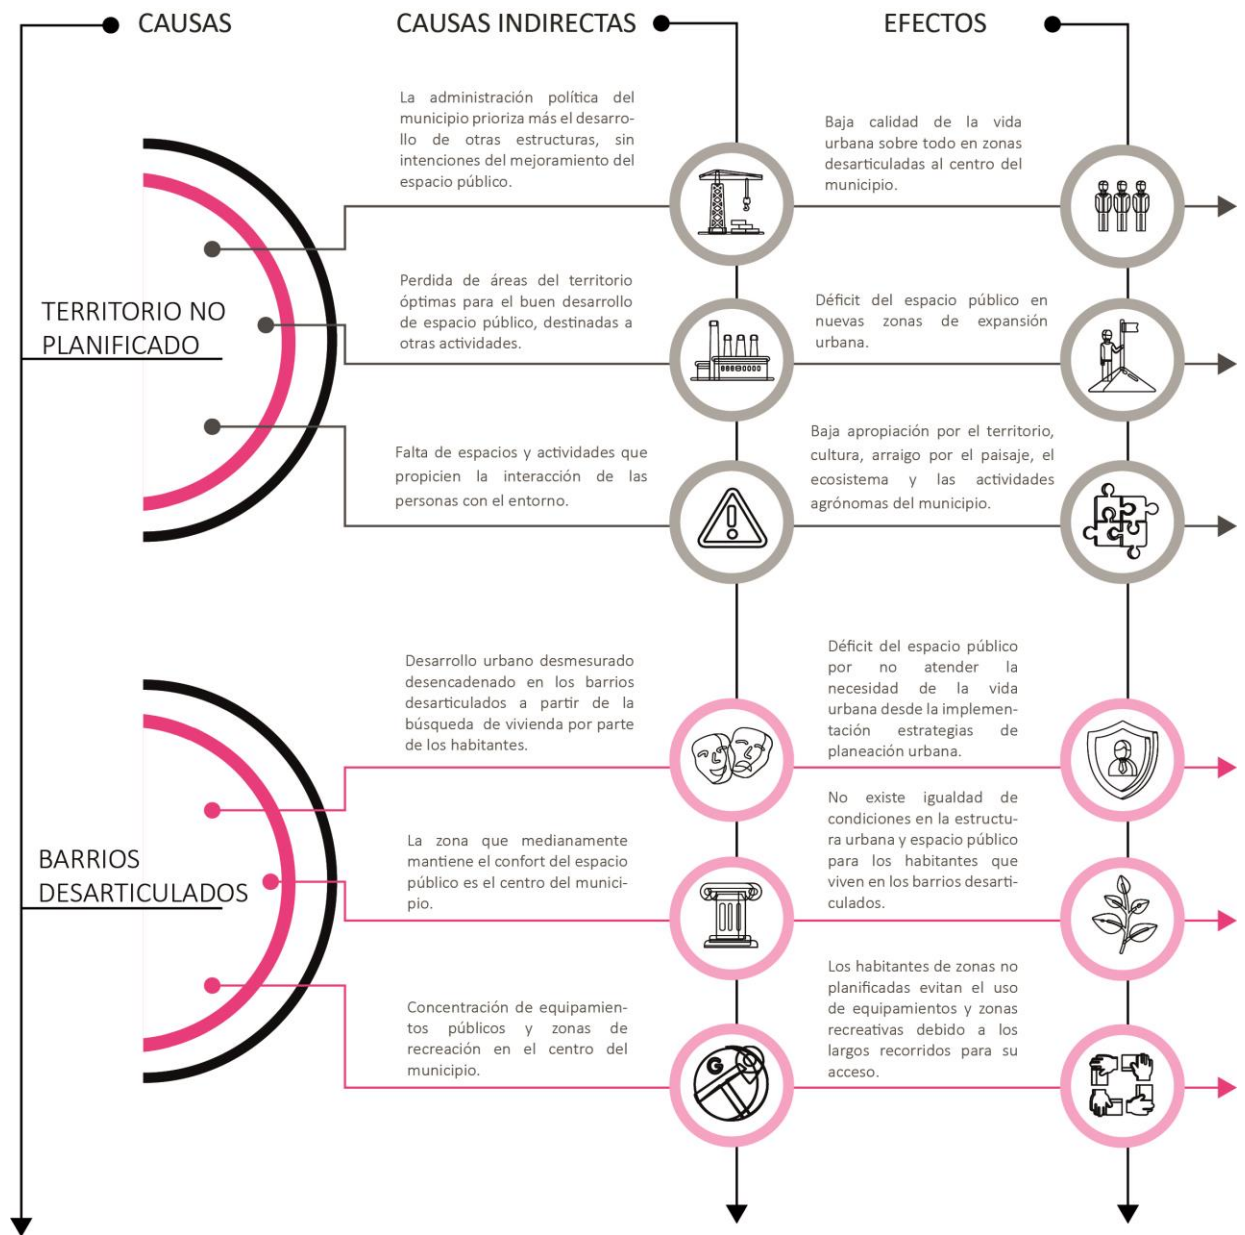 CAUSAS
CAUSAS INDIRECTAS
EFECTOS
TERRITORIO NO
PLANIFICADO
La administración política del
municipio prioriza más el desarro-
llo de otras estructuras, sin
intenciones del mejoramiento del
espacio público.
Baja calidad de la vida
urbana sobre todo en zonas
desarticuladas al centro del
municipio.
Perdida de áreas del territorio
óptimas para el buen desarrollo
de espacio público, destinadas a
otras actividades.
Déficit del espacio público en
nuevas zonas de expansión
urbana.
Falta de espacios y actividades que
propicien la interacción de las
personas con el entorno.
Baja apropiación por el territorio,
cultura, arraigo por el paisaje, el
ecosistema y las actividades
agrónomas del municipio.
BARRIOS
DESARTICULADOS
Desarrollo urbano desmesurado
desencadenado en los barrios
desarticulados a partir de la
búsqueda de vivienda por parte
de los habitantes.
Déficit del espacio público
por no atender la
necesidad de la vida
urbana desde la implemen-
tación estrategias de
planeación urbana.
La zona que medianamente
mantiene el confort del espacio
público es el centro del munici-
pio.
No existe igualdad de
condiciones en la estructu-
ra urbana y espacio público
para los habitantes que
viven en los barrios desarti-
culados.
Concentración de equipamien-
tos públicos y zonas de
recreación en el centro del
municipio.
Los habitantes de zonas no
planificadas evitan el uso
de equipamientos y zonas
recreativas debido a los
largos recorridos para su
acceso.
G